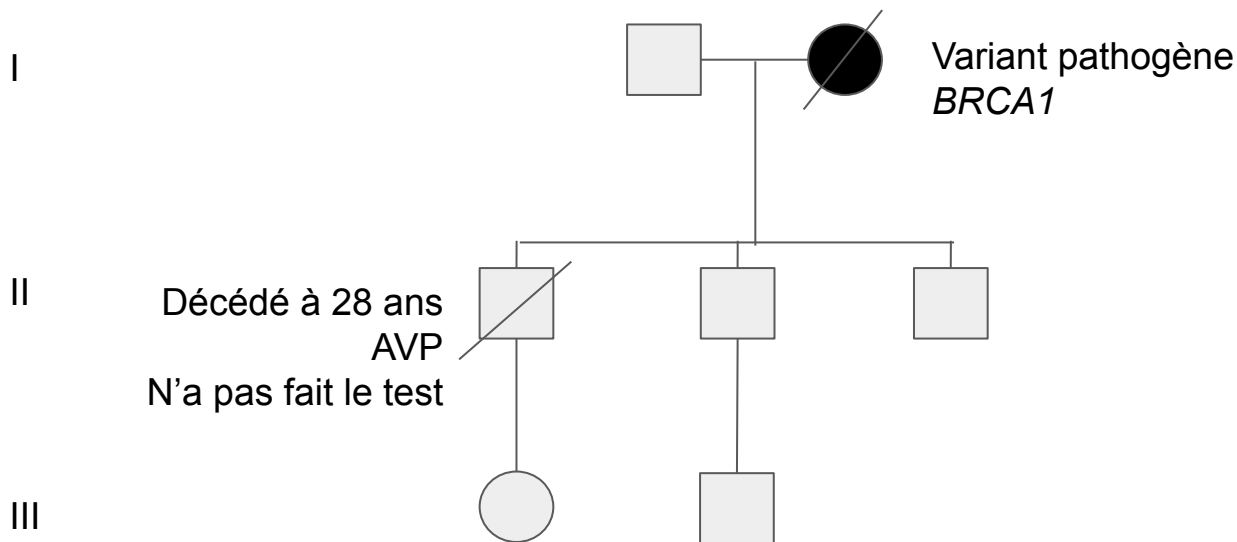 I
Variant pathogène
BRCA1
II
Décédé à 28 ans
AVP
N'a pas fait le test
III